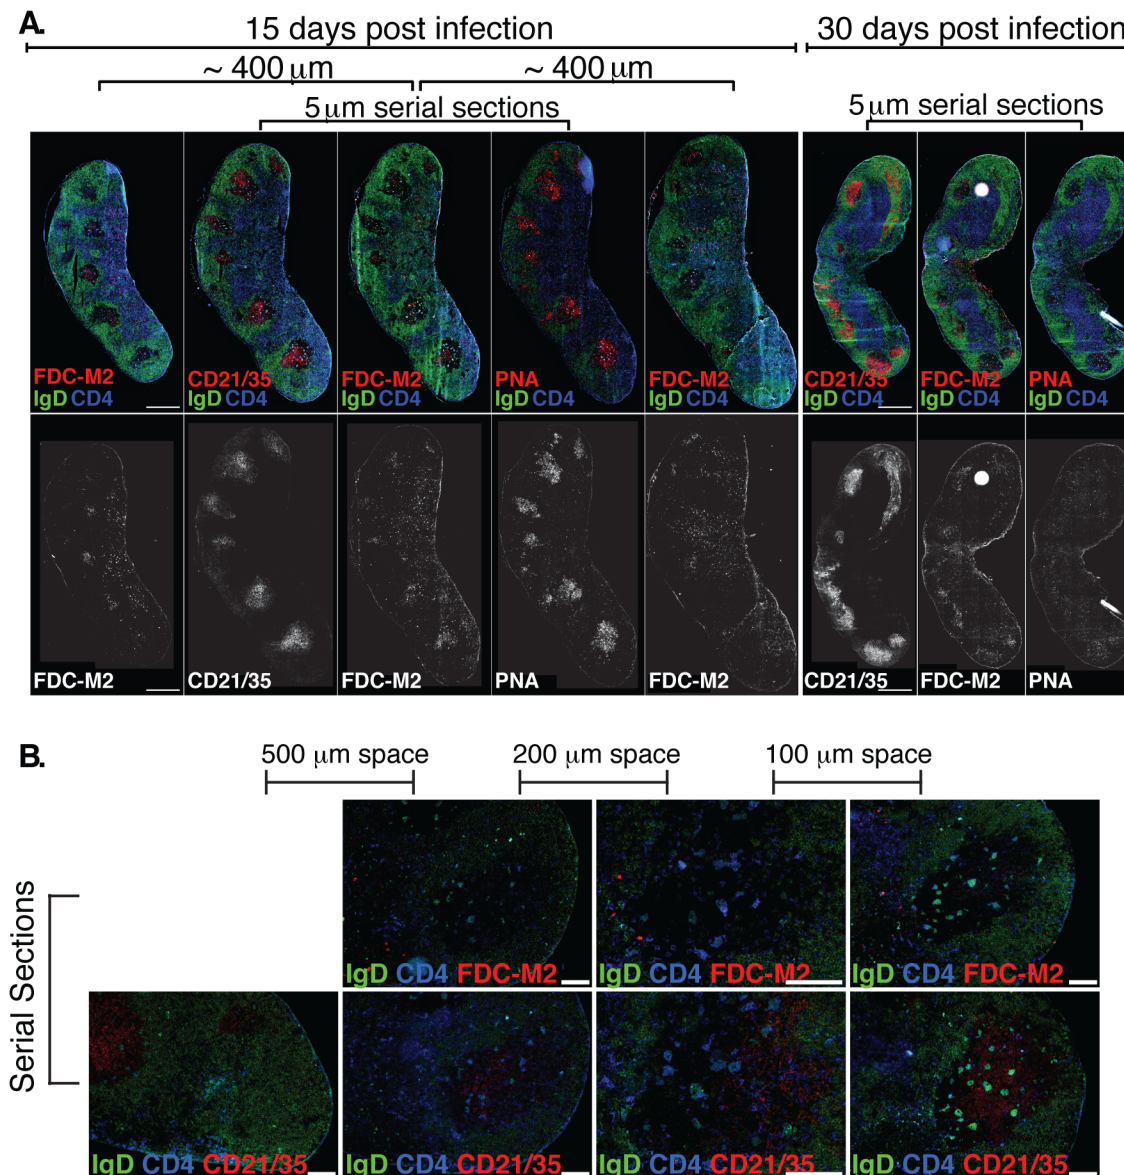 A.
15 days post infection
30 days post infection
~ 400 μm
~ 400 μm
5μm serial sections
5μm serial sections
FDC-M2
IgD CD4
CD21/35
IgD CD4
FDC-M2
IgD CD4
PNA
IgD CD4
FDC-M2
IgD CD4
CD21/35
IgD CD4
FDC-M2
IgD CD4
PNA
IgD CD4
FDC-M2
CD21/35
FDC-M2
PNA
FDC-M2
CD21/35
FDC-M2
PNA
B.
500 μm space
200 μm space
100 μm space
Serial Sections
IgD CD4 FDC-M2
IgD CD4 FDC-M2
IgD CD4 FDC-M2
IgD CD4 CD21/35
IgD CD4 CD21/35
IgD CD4 CD21/35
IgD CD4 CD21/35